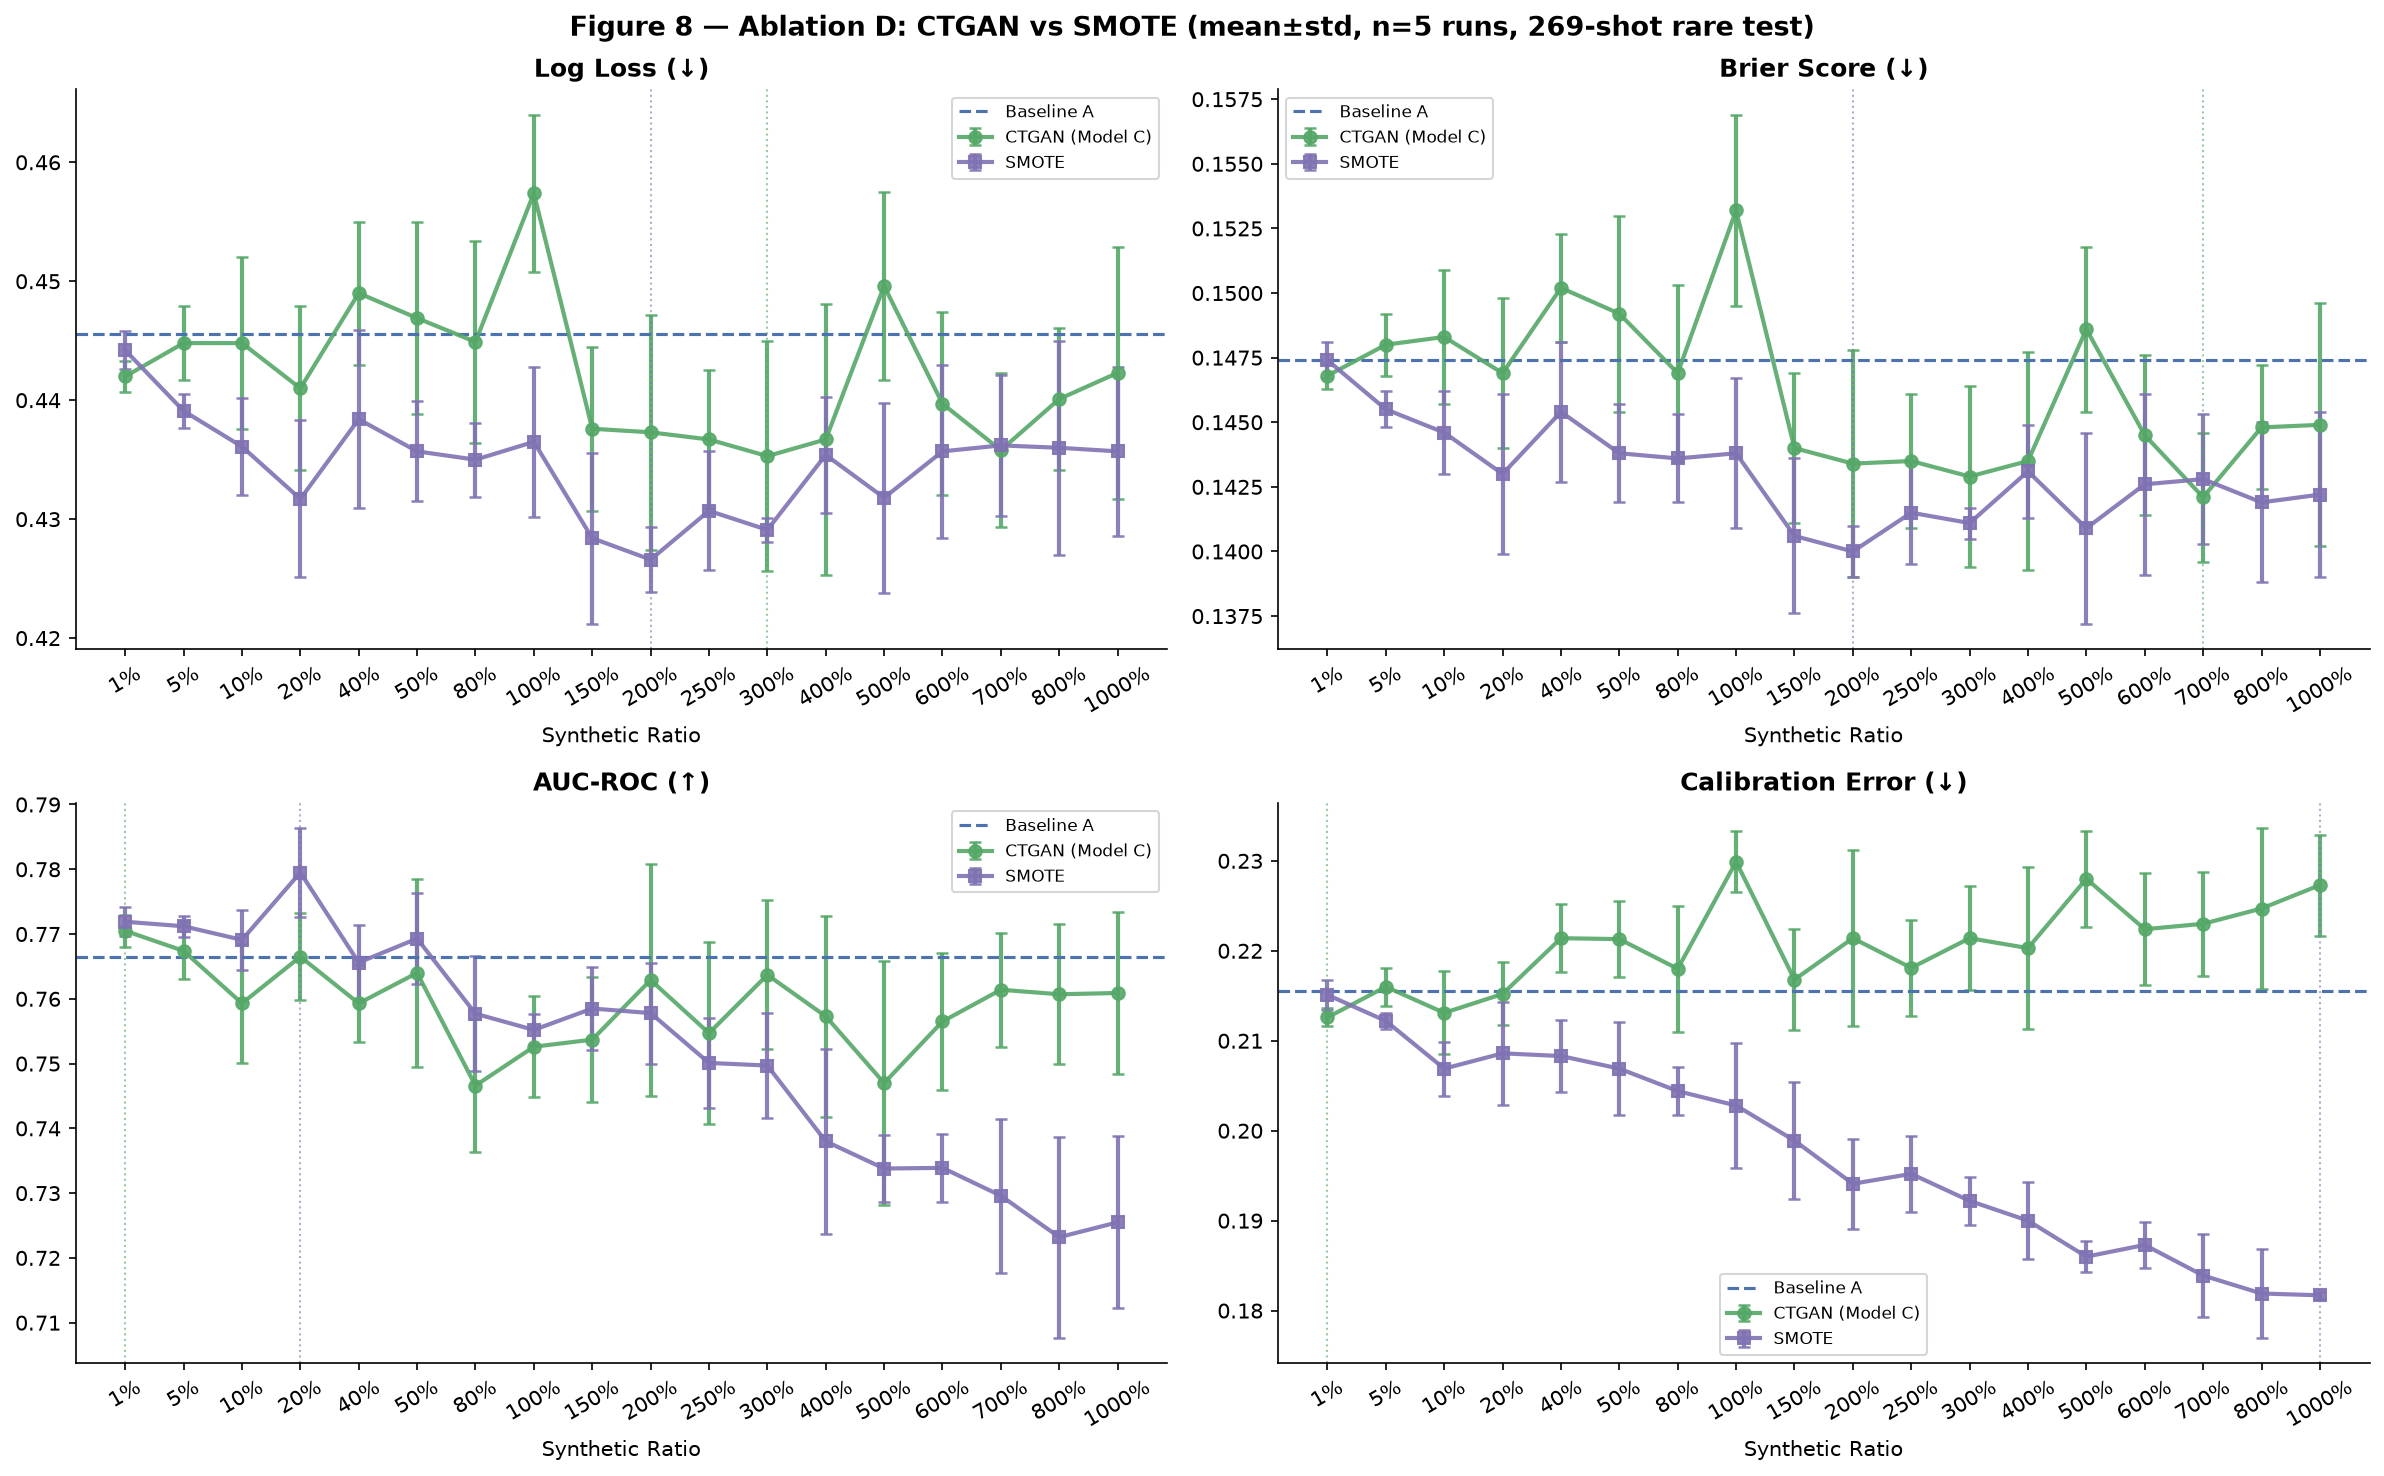 Figure 8 — Ablation D: CTGAN vs SMOTE (mean±std, n=5 runs, 269-shot rare test)
Log Loss (↓)
Baseline A
CTGAN (Model C)
SMOTE
0.46
0.45
0.44
0.43
0.42
1% 5% 10% 20% 40% 50% 80% 100% 150% 200% 250% 300% 400% 500% 600% 700% 800% 1000%
Synthetic Ratio
Brier Score (↓)
Baseline A
CTGAN (Model C)
SMOTE
0.1575
0.1550
0.1525
0.1500
0.1475
0.1450
0.1425
0.1400
0.1375
1% 5% 10% 20% 40% 50% 80% 100% 150% 200% 250% 300% 400% 500% 600% 700% 800% 1000%
Synthetic Ratio
AUC-ROC (↑)
Baseline A
CTGAN (Model C)
SMOTE
0.79
0.78
0.77
0.76
0.75
0.74
0.73
0.72
0.71
1% 5% 10% 20% 40% 50% 80% 100% 150% 200% 250% 300% 400% 500% 600% 700% 800% 1000%
Synthetic Ratio
Calibration Error (↓)
0.23
0.22
0.21
0.20
0.19
0.18
Baseline A
CTGAN (Model C)
SMOTE
1% 5% 10% 20% 40% 50% 80% 100% 150% 200% 250% 300% 400% 500% 600% 700% 800% 1000%
Synthetic Ratio